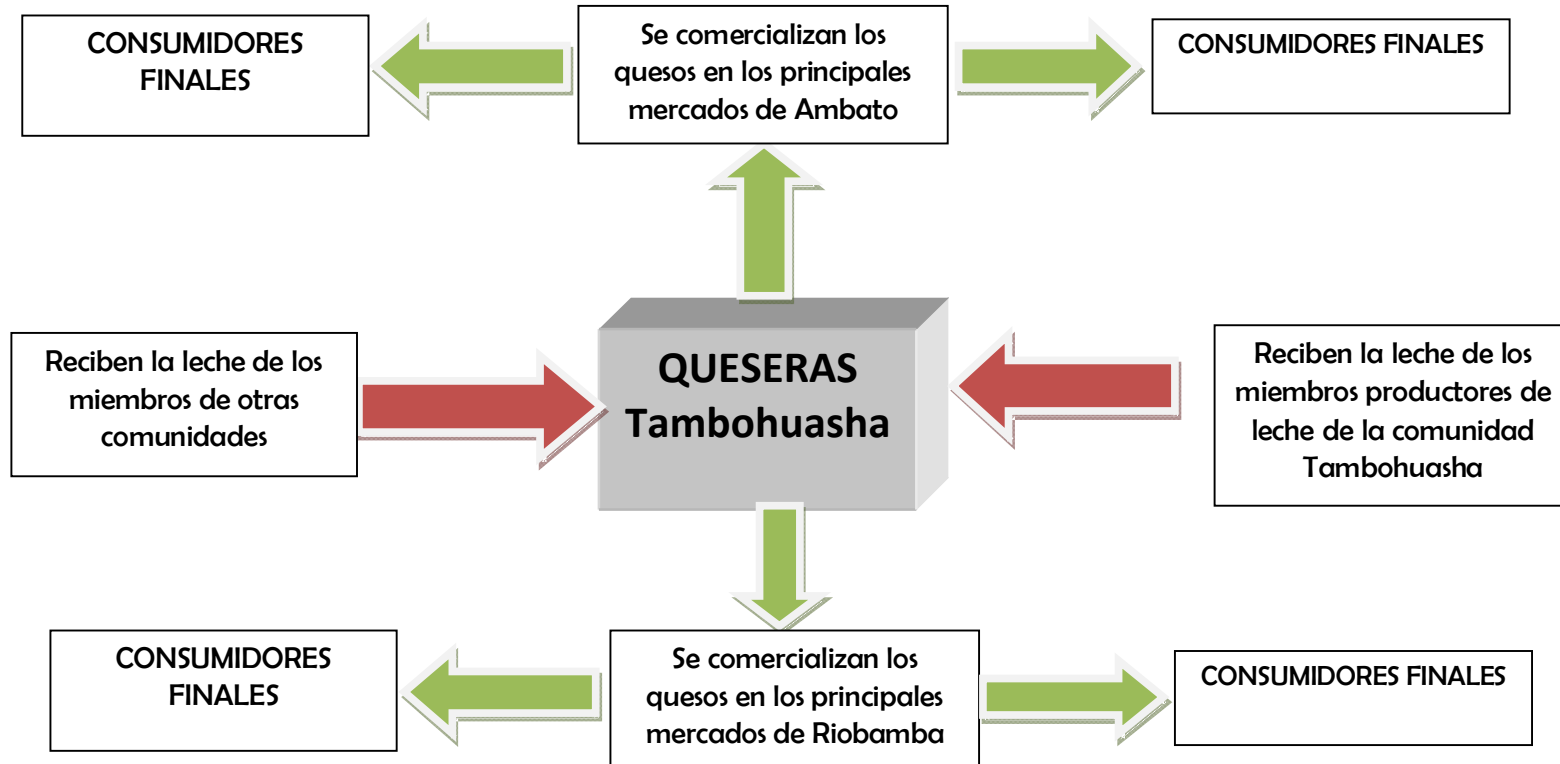 CONSUMIDORES
FINALES
Se comercializan los
quesos en los principales
mercados de Ambato
CONSUMIDORES FINALES
Reciben la leche de los
miembros de otras
comunidades
QUESERAS
Tambohuasha
Reciben la leche de los
miembros productores de
leche de la comunidad
Tambohuasha
CONSUMIDORES
FINALES
Se comercializan los
quesos en los principales
mercados de Riobamba
CONSUMIDORES FINALES